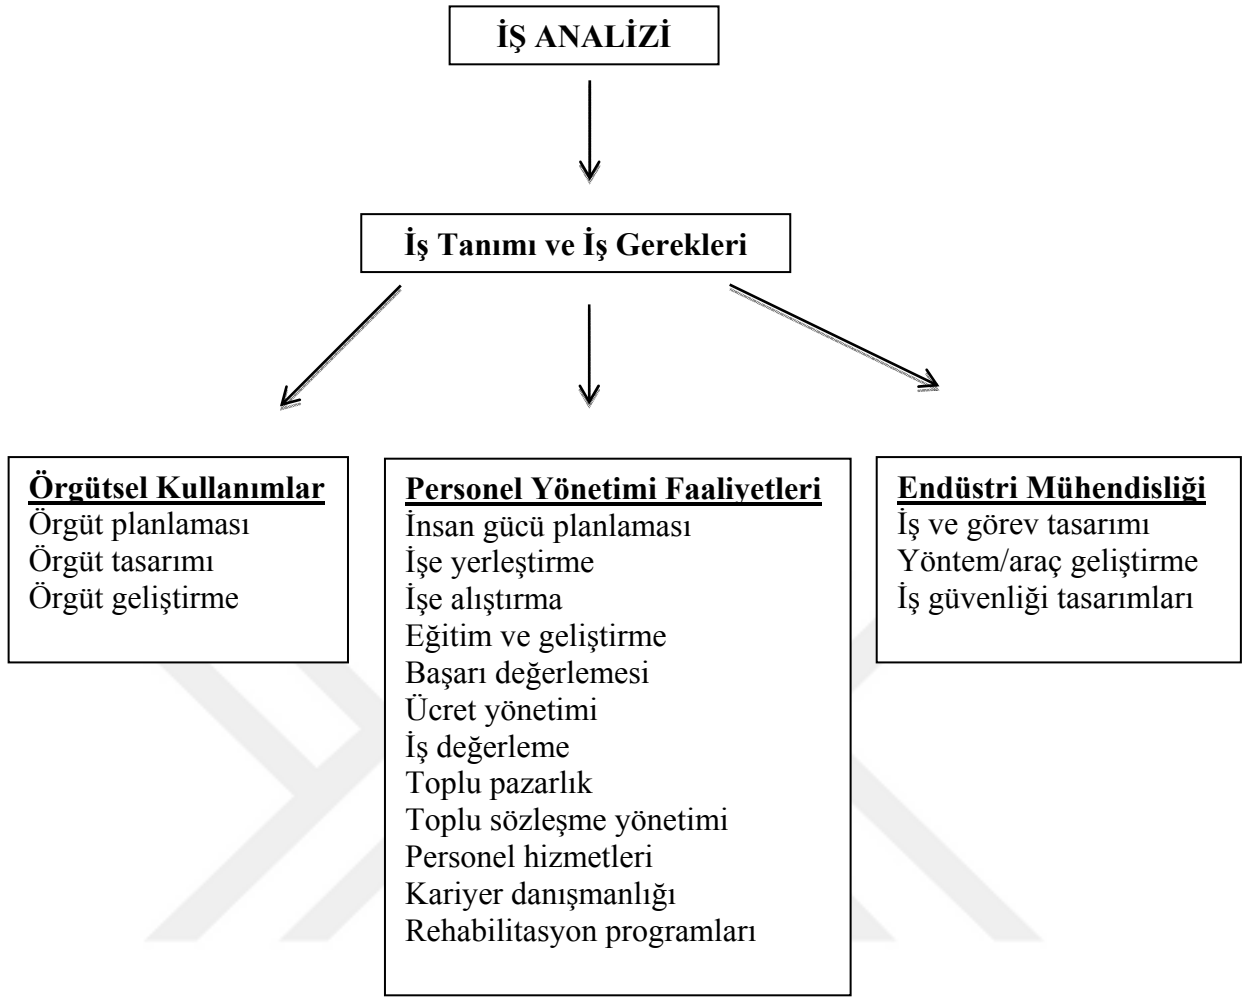 İŞ ANALİZİ
İş Tanımı ve İş Gerekleri
Örgütsel Kullanımlar
Örgüt planlaması
Örgüt tasarımı
Örgüt geliştirme
Personel Yönetimi Faaliyetleri
İnsan gücü planlaması
İşe yerleştirme
İşe alıştırma
Eğitim ve geliştirme
Başarı değerlemesi
Ücret yönetimi
İş değerleme
Toplu pazarlık
Toplu sözleşme yönetimi
Personel hizmetleri
Kariyer danışmanlığı
Rehabilitasyon programları
Endüstri Mühendisliği
İş ve görev tasarımı
Yöntem/araç geliştirme
İş güvenliği tasarımları